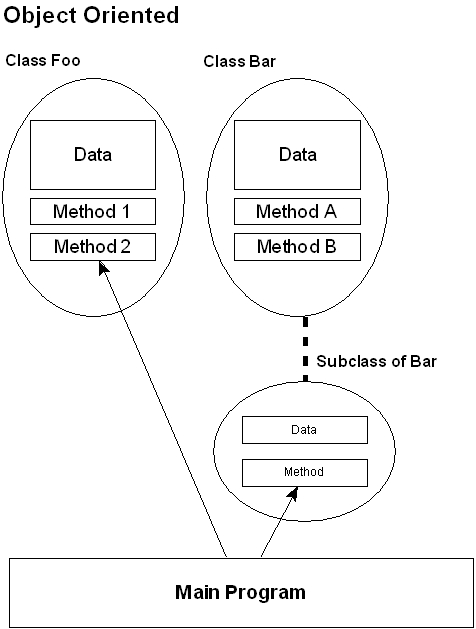 Object Oriented
Class Foo
Class Bar
Data
Method 1
Method 2
Data
Method A
Method B
Subclass of Bar
Data
Method
Main Program